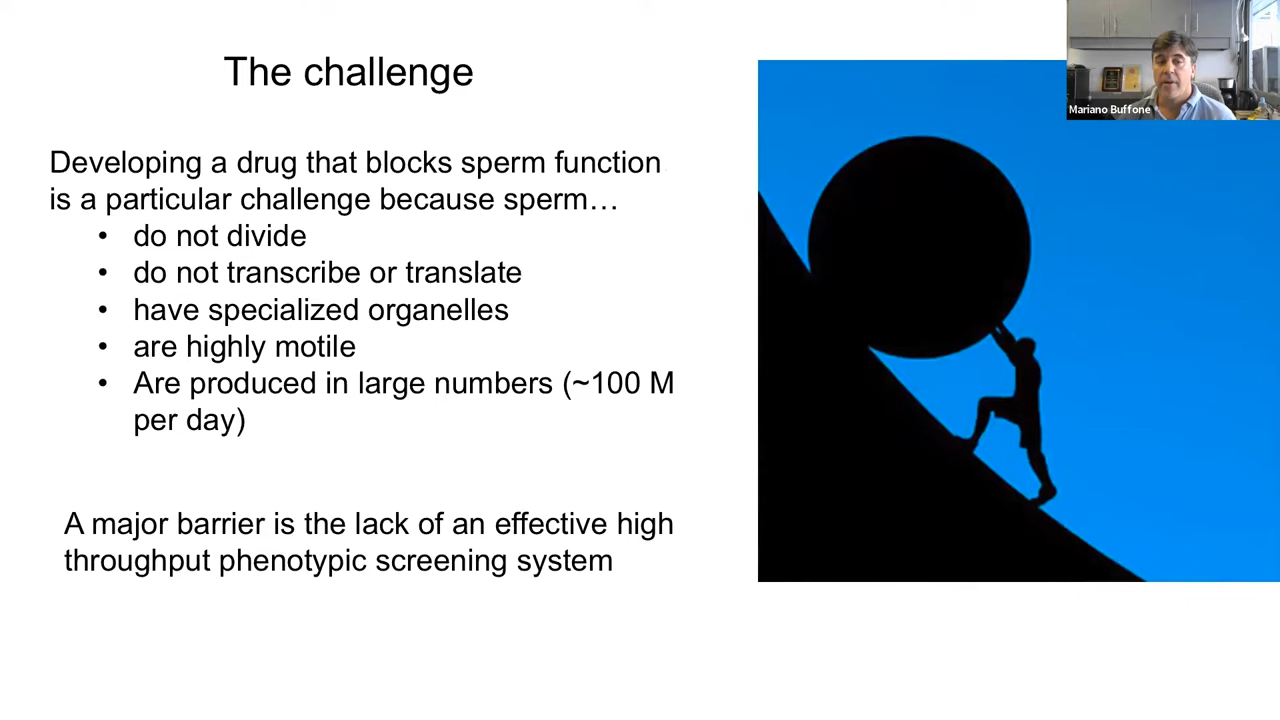 The challenge
Mariano Buffone
Developing a drug that blocks sperm function
is a particular challenge because sperm…
• do not divide
• do not transcribe or translate
• have specialized organelles
• are highly motile
• Are produced in large numbers (~100 M
per day)
A major barrier is the lack of an effective high
throughput phenotypic screening system